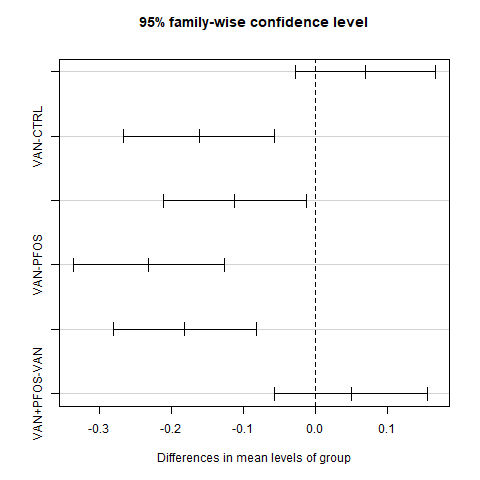 95% family-wise confidence level
VAN-CTRL
VAN-PFOS
VAN+PFOS-VAN
-0.3 -0.2 -0.1 0.0 0.1
Differences in mean levels of group